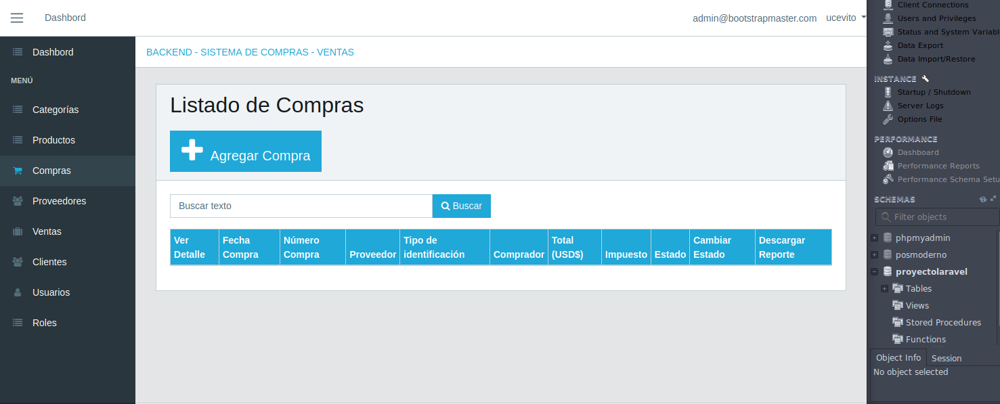 Dashbord
admin@bootstrapmaster.com ucevito
Dashbord
MENÚ
Categorías
Productos
Compras
Proveedores
Ventas
Clientes
Usuarios
Roles
BACKEND - SISTEMA DE COMPRAS - VENTAS
Listado de Compras
Agregar Compra
Buscar texto
Buscar
Ver Detalle
Fecha Compra
Número Compra
Proveedor
Tipo de identificación
Comprador
Total (USD$)
Impuesto
Estado
Cambiar Estado
Descargar Reporte
Client Connections
Users and Privileges
Status and System Variabl
Data Export
Data Import/Restore
INSTANCE
Startup / Shutdown
Server Logs
Options File
PERFORMANCE
Dashboard
Performance Reports
Performance Schema Setu
SCHEMAS
Filter objects
phpmyadmin
posmoderno
proyectolaravel
Tables
Views
Stored Procedures
Functions
Object Info Session
No object selected